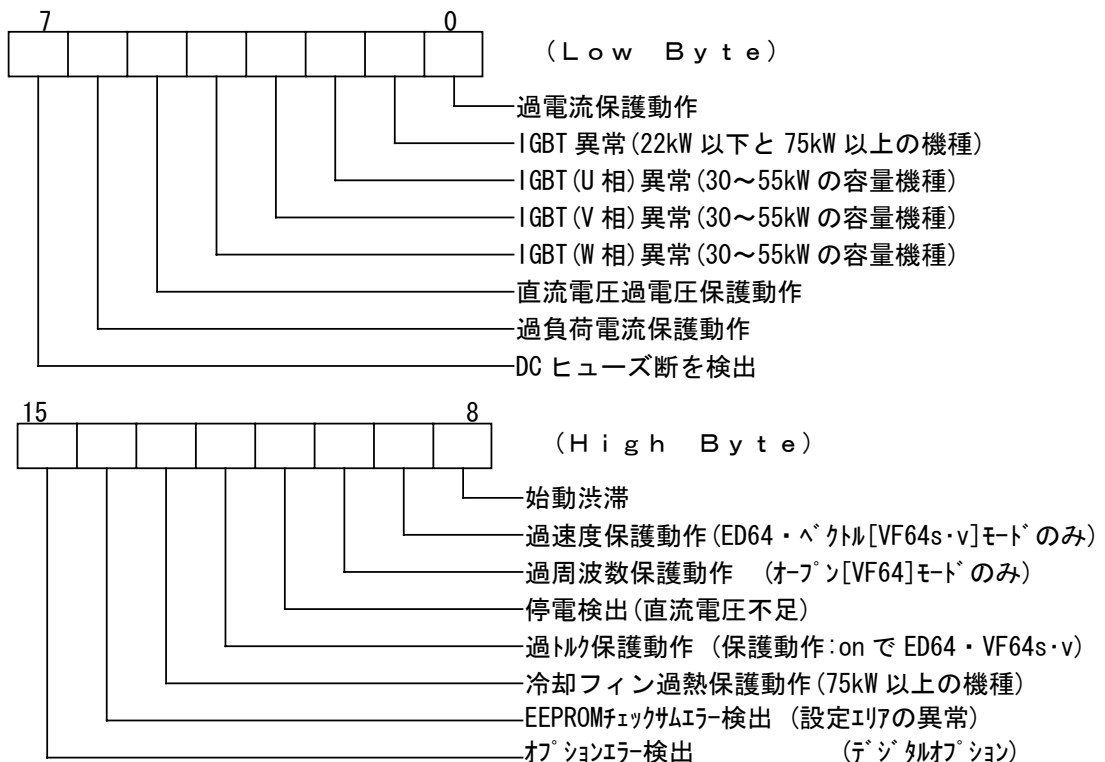 7 0
(Low Byte)
過電流保護動作
IGBT 異常(22kW 以下と 75kW 以上の機種)
IGBT(U 相)異常(30～55kW の容量機種)
IGBT(V 相)異常(30～55kW の容量機種)
IGBT(W 相)異常(30～55kW の容量機種)
直流電圧過電圧保護動作
過負荷電流保護動作
DC ヒューズ断を検出
15 8
(High Byte)
始動渋滞
過速度保護動作(ED64・ﾍﾞｸﾄﾙ[VF64s･v]ﾓｰﾄﾞのみ)
過周波数保護動作 (ｵｰﾌﾟﾝ[VF64]ﾓｰﾄﾞのみ)
停電検出(直流電圧不足)
過ﾄﾙｸ保護動作 (保護動作:on で ED64・VF64s･v)
冷却フィン過熱保護動作(75kW 以上の機種)
EEPROMﾁｪｯｸｻﾑｴﾗｰ検出 (設定ｴﾘｱの異常)
ｵﾌﾟｼｮﾝｴﾗｰ検出 (ﾃﾞｼﾞﾀﾙｵﾌﾟｼｮﾝ)